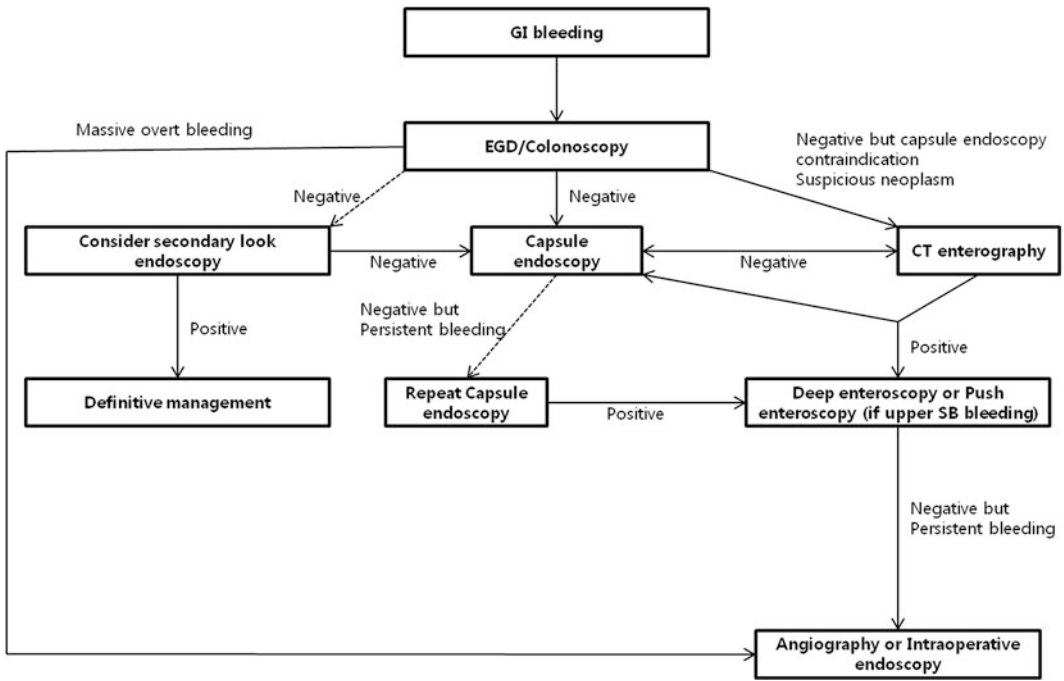 GI bleeding
Massive overt bleeding
EGD/Colonoscopy
Negative but capsule endoscopy
contraindication
Suspicious neoplasm
Negative
Negative
Consider secondary look
endoscopy
Negative
Capsule
endoscopy
Negative
CT enterography
Positive
Negative but
Persistent bleeding
Positive
Definitive management
Repeat Capsule
endoscopy
Positive
Deep enteroscopy or Push
enteroscopy (if upper SB bleeding)
Negative but
Persistent bleeding
Angiography or Intraoperative
endoscopy